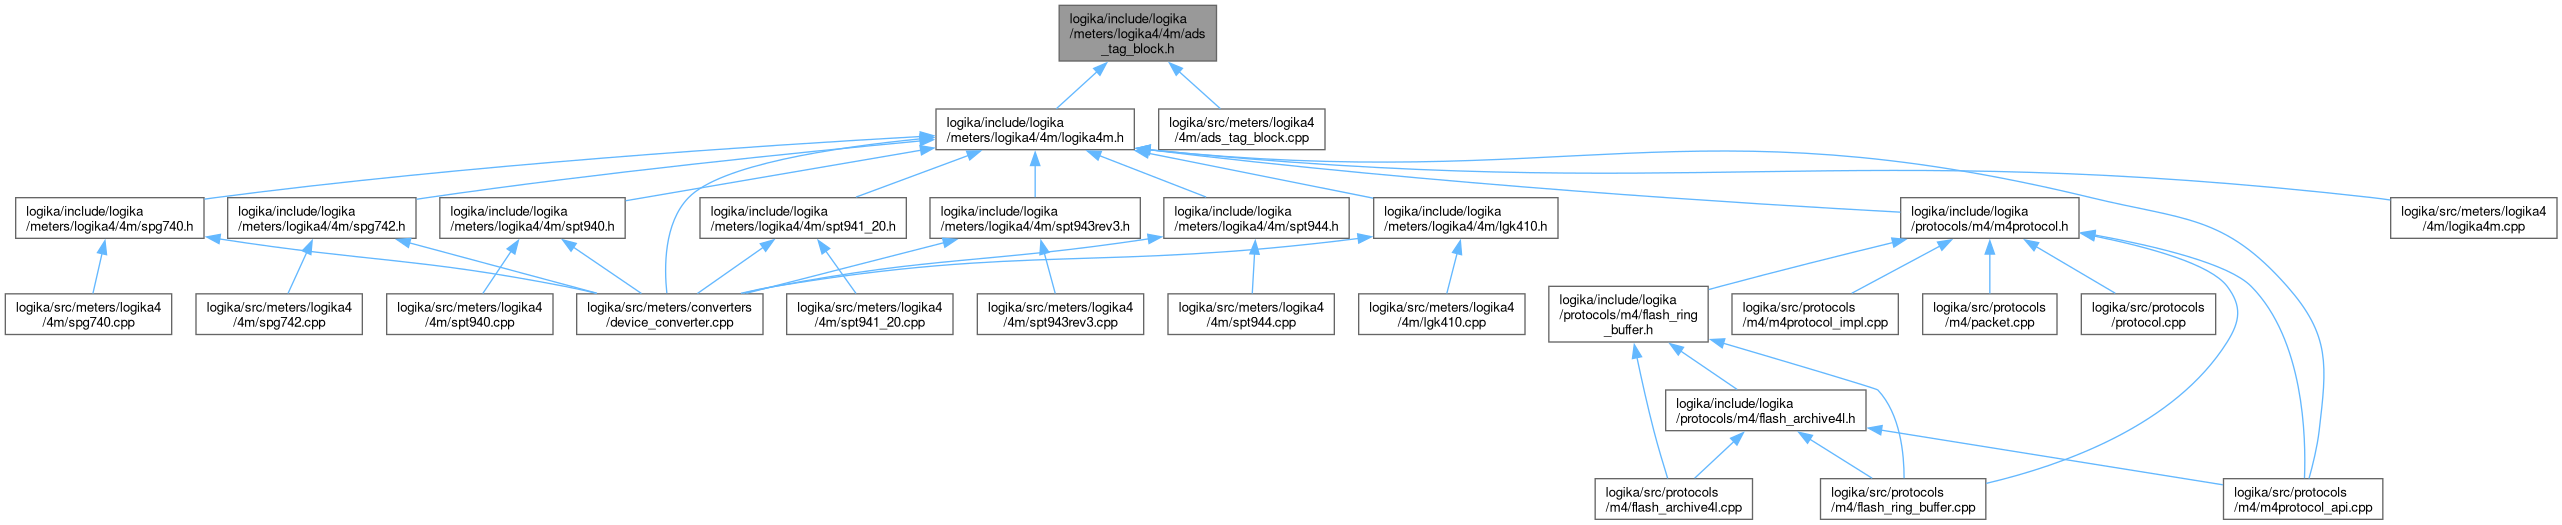 logika/include/logika
/meters/logika4/4m/ads
_tag_block.h
logika/include/logika
/meters/logika4/4m/logika4m.h
logika/src/meters/logika4
/4m/ads_tag_block.cpp
logika/include/logika
/meters/logika4/4m/spg740.h
logika/include/logika
/meters/logika4/4m/spg742.h
logika/include/logika
/meters/logika4/4m/spt940.h
logika/include/logika
/meters/logika4/4m/spt941_20.h
logika/include/logika
/meters/logika4/4m/spt943rev3.h
logika/include/logika
/meters/logika4/4m/spt944.h
logika/include/logika
/meters/logika4/4m/lgk410.h
logika/include/logika
/protocols/m4/m4protocol.h
logika/src/meters/logika4
/4m/logika4m.cpp
logika/src/meters/logika4
/4m/spg740.cpp
logika/src/meters/logika4
/4m/spg742.cpp
logika/src/meters/logika4
/4m/spt940.cpp
logika/src/meters/converters
/device_converter.cpp
logika/src/meters/logika4
/4m/spt941_20.cpp
logika/src/meters/logika4
/4m/spt943rev3.cpp
logika/src/meters/logika4
/4m/spt944.cpp
logika/src/meters/logika4
/4m/lgk410.cpp
logika/include/logika
/protocols/m4/flash_ring
_buffer.h
logika/src/protocols
/m4/m4protocol_impl.cpp
logika/src/protocols
/m4/packet.cpp
logika/src/protocols
/protocol.cpp
logika/include/logika
/protocols/m4/flash_archive4l.h
logika/src/protocols
/m4/flash_archive4l.cpp
logika/src/protocols
/m4/flash_ring_buffer.cpp
logika/src/protocols
/m4/m4protocol_api.cpp